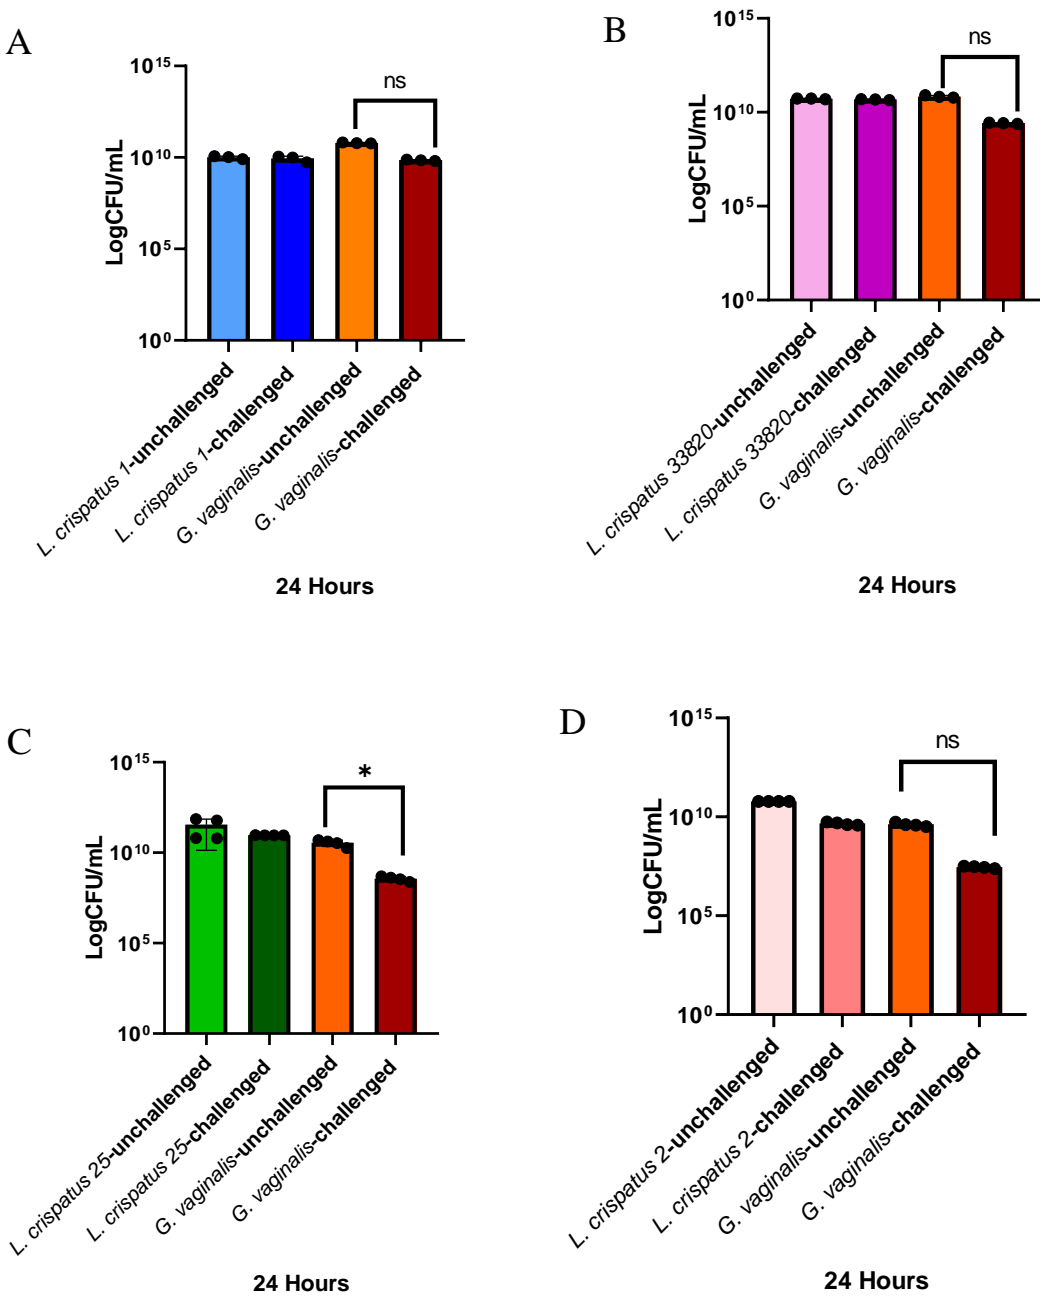 A
LogCFU/mL
10¹⁵
10¹⁰
10⁵
10⁰
ns
L. crispatus 1-unchallenged
L. crispatus 1-challenged
G. vaginalis-unchallenged
G. vaginalis-challenged
24 Hours
B
LogCFU/mL
10¹⁵
10¹⁰
10⁵
10⁰
ns
L. crispatus 33820-unchallenged
L. crispatus 33820-challenged
G. vaginalis-unchallenged
G. vaginalis-challenged
24 Hours
C
LogCFU/mL
10¹⁵
10¹⁰
10⁵
10⁰
*
L. crispatus 25-unchallenged
L. crispatus 25-challenged
G. vaginalis-unchallenged
G. vaginalis-challenged
24 Hours
D
LogCFU/mL
10¹⁵
10¹⁰
10⁵
10⁰
ns
L. crispatus 2-unchallenged
L. crispatus 2-challenged
G. vaginalis-unchallenged
G. vaginalis-challenged
24 Hours